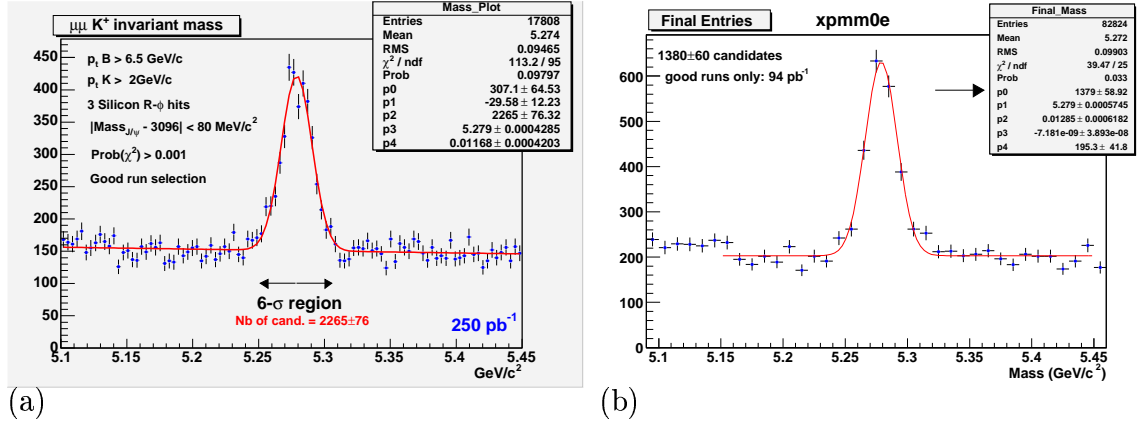 μμ K+ invariant mass
Mass_Plot
Entries 17808
Mean 5.274
RMS 0.09465
χ² / ndf 113.2 / 95
Prob 0.09797
p0 307.1 ± 64.53
p1 -29.58 ± 12.23
p2 2265 ± 76.32
p3 5.279 ± 0.0004285
p4 0.01168 ± 0.0004203
pt B > 6.5 GeV/c
pt K > 2GeV/c
3 Silicon R-ϕ hits
|MassJ/ψ - 3096| < 80 MeV/c²
Prob(χ²) > 0.001
Good run selection
450
400
350
300
250
200
150
100
50
0
6-σ region
Nb of cand. = 2265±76
250 pb-1
5.1 5.15 5.2 5.25 5.3 5.35 5.4 5.45
GeV/c²
(a)
Final Entries
xpmm0e
Final_Mass
Entries 82824
Mean 5.272
RMS 0.09903
χ² / ndf 39.47 / 25
Prob 0.033
p0 1379 ± 58.92
p1 5.279 ± 0.0005745
p2 0.01285 ± 0.0006182
p3 -7.181e-09 ± 3.893e-08
p4 195.3 ± 41.8
1380±60 candidates
good runs only: 94 pb-1
600
500
400
300
200
100
0
5.1 5.15 5.2 5.25 5.3 5.35 5.4 5.45
Mass (GeV/c²)
(b)